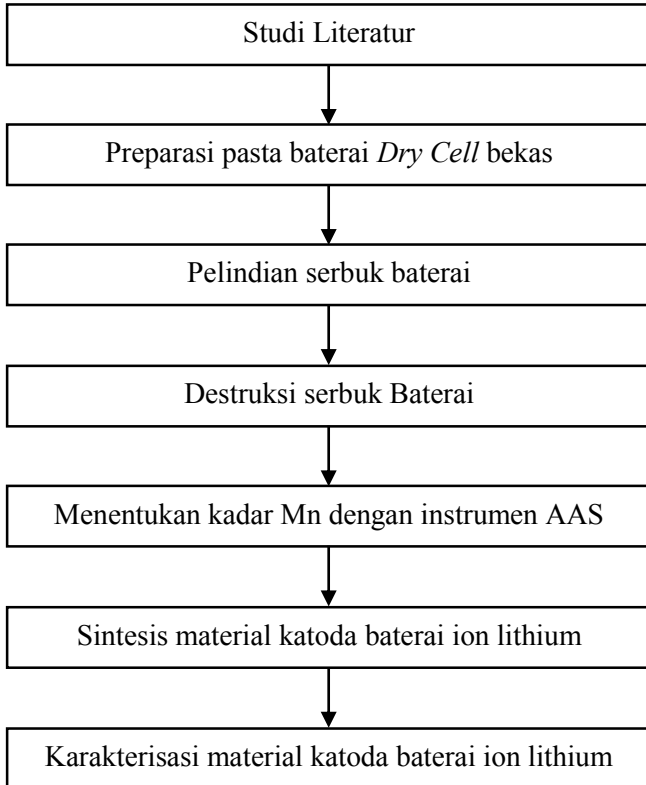 Studi Literatur
Preparasi pasta baterai Dry Cell bekas
Pelindian serbuk baterai
Destruksi serbuk Baterai
Menentukan kadar Mn dengan instrumen AAS
Sintesis material katoda baterai ion lithium
Karakterisasi material katoda baterai ion lithium